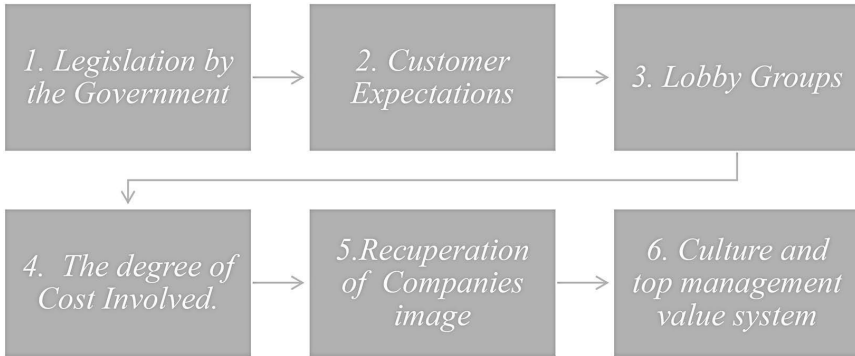 1. Legislation by
the Government
2. Customer
Expectations
3. Lobby Groups
4. The degree of
Cost Involved.
5.Recuperation
of Companies
image
6. Culture and
top management
value system